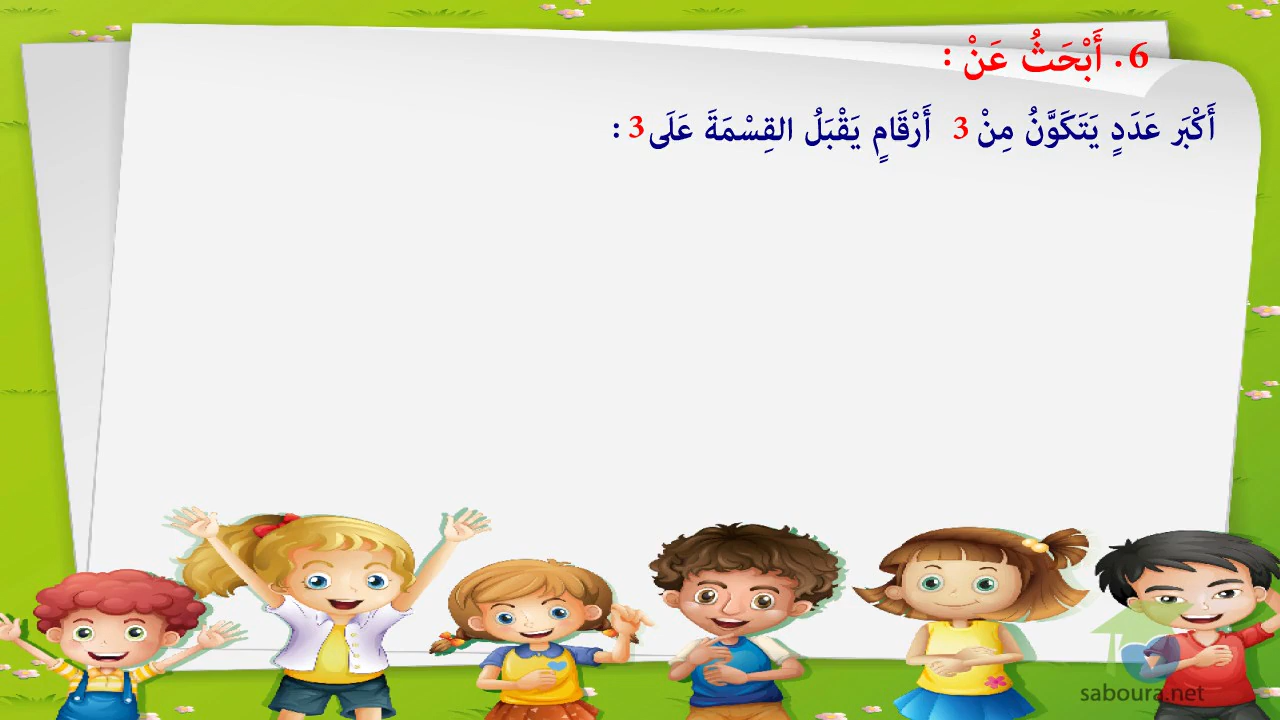 6. أَبْحَثُ عَنْ :
أَكْبَر عَدَدٍ يَتَكَوَّنُ مِنْ 3 أَرْقَامٍ يَقْبَلُ القِسْمَةَ عَلَى 3 :
saboura.net